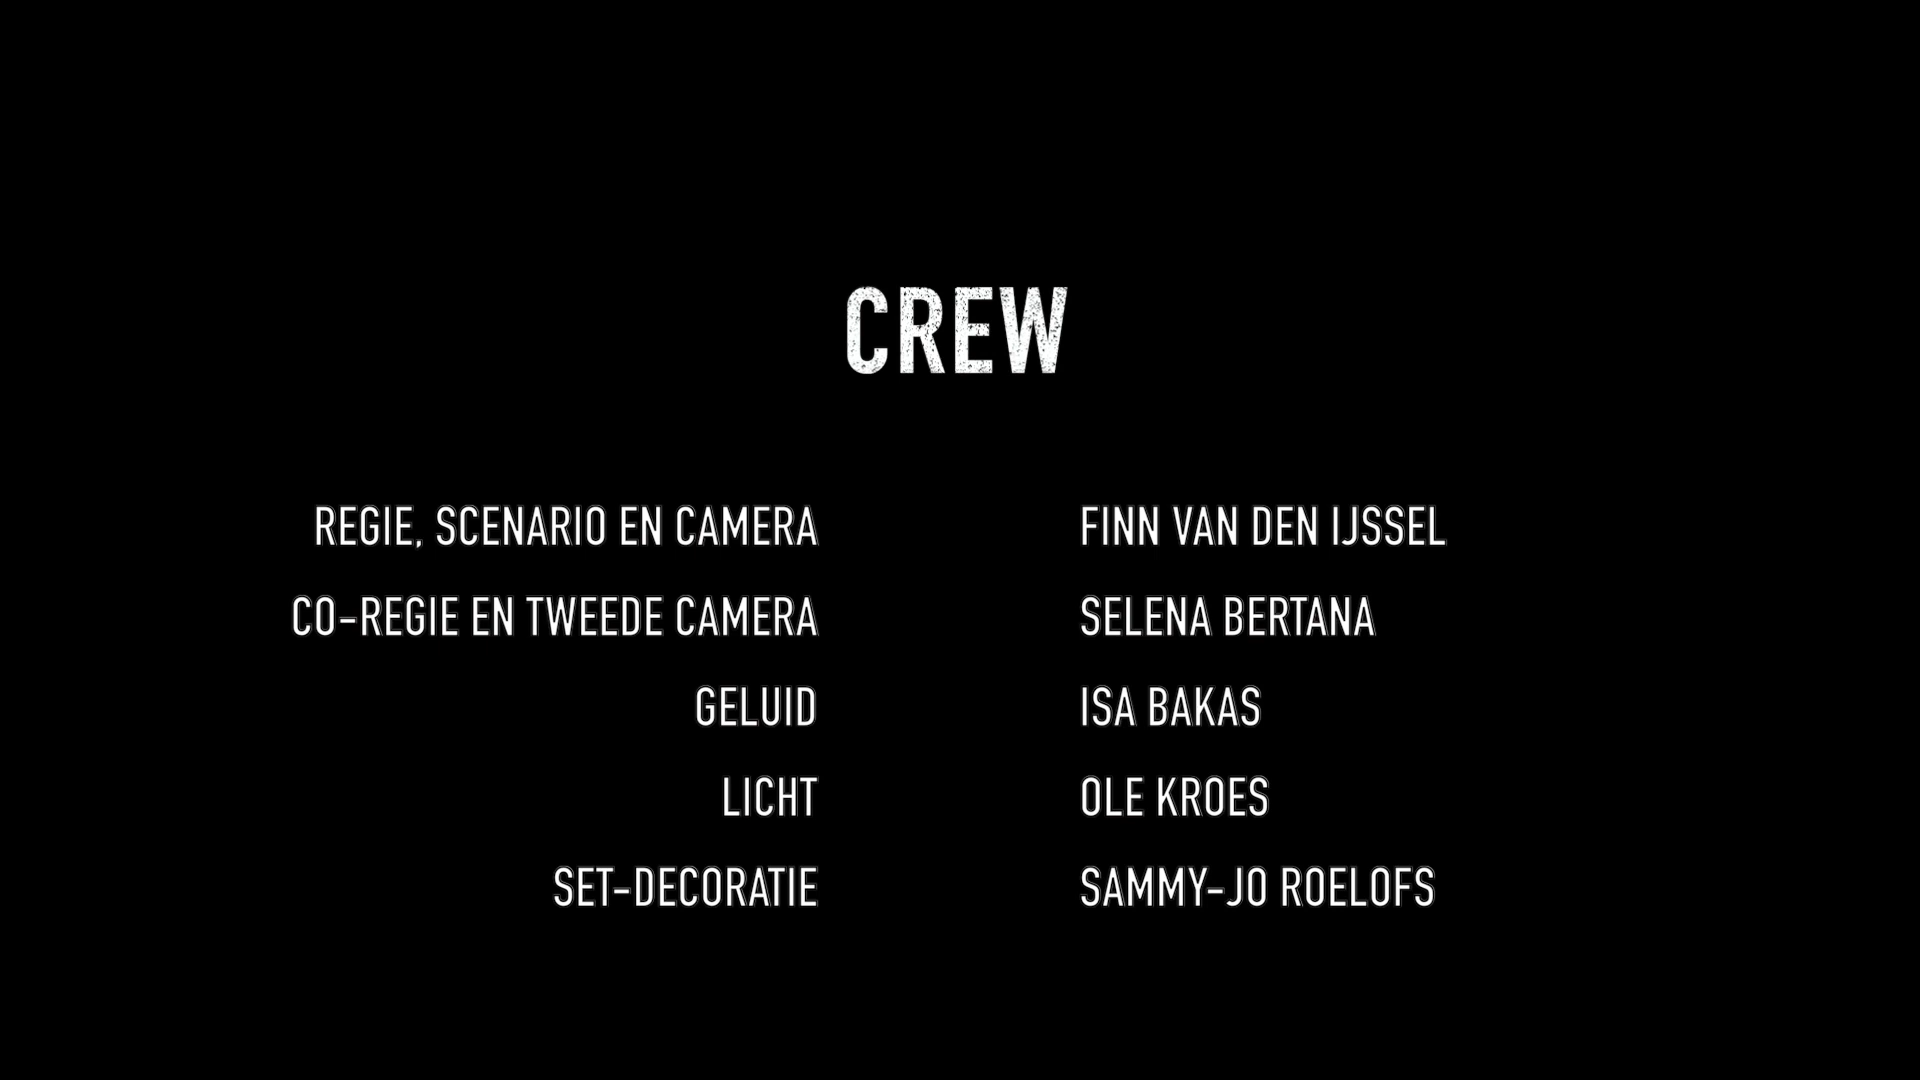 CREW
REGIE, SCENARIO EN CAMERA FINN VAN DEN IJSSEL
CO-REGIE EN TWEEDE CAMERA SELENA BERTANA
GELUID ISA BAKAS
LICHT OLE KROES
SET-DECORATIE SAMMY-JO ROELOFS